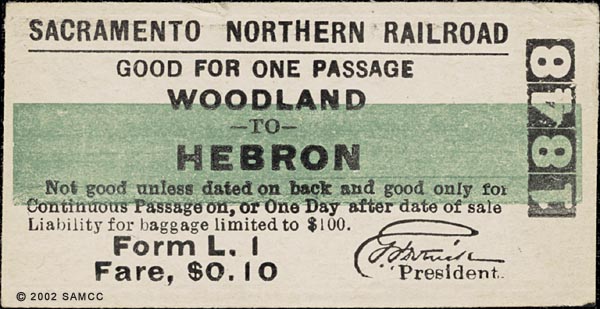 SACRAMENTO NORTHERN RAILROAD
GOOD FOR ONE PASSAGE
WOODLAND
—TO—
HEBRON
Not good unless dated on back and good only for
Continuous Passage on, or One Day after date of sale
Liability for baggage limited to $100.
Form L. 1
Fare, $0.10
President.
1848
© 2002 SAMCC